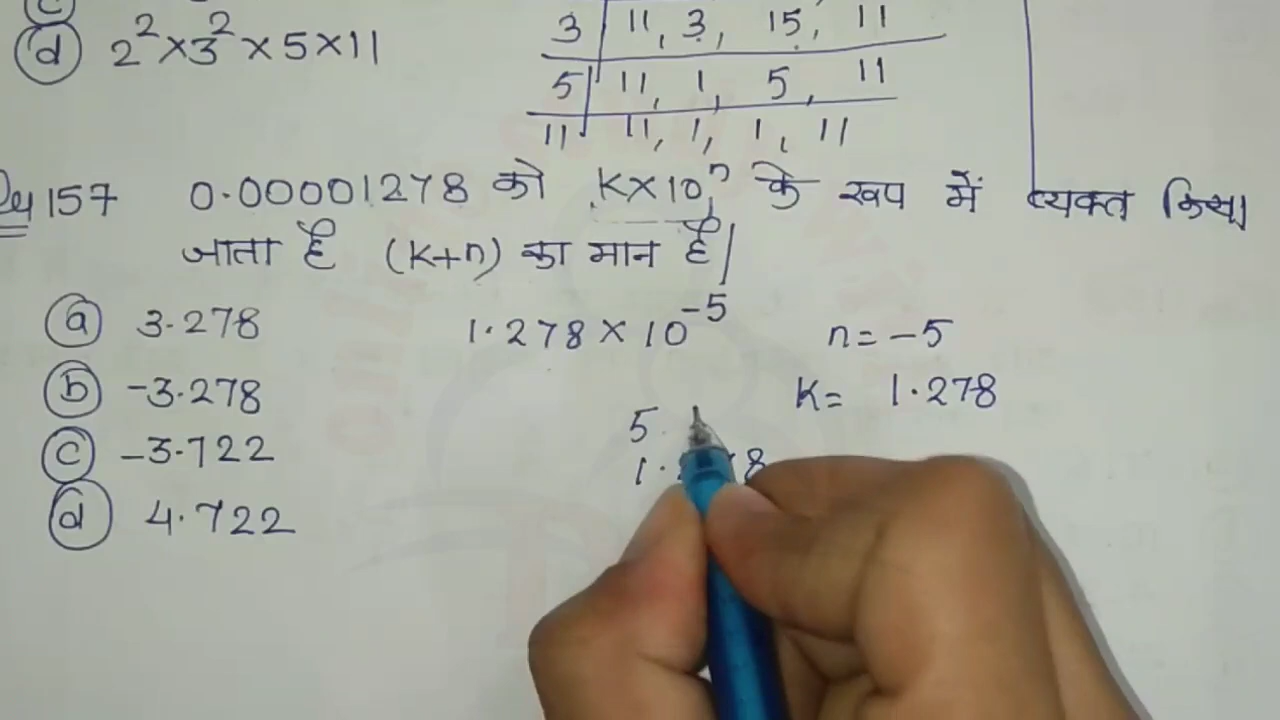 d 2² × 3² × 5 × 11
3 | 11, 3, 15, 11
5 | 11, 1, 5, 11
11 | 11, 1, 1, 11
157 0.00001278 को K×10ⁿ के रूप में व्यक्त किया
जाता है (K+n) का मान है|
a 3.278
b -3.278
c -3.722
d 4.722
1.278 × 10⁻⁵
n = -5
K = 1.278
5